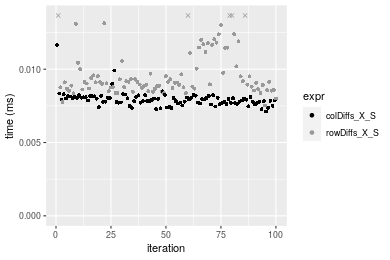 time (ms)
0.010
0.005
0.000
0
25
50
75
100
iteration
expr
colDiffs_X_S
rowDiffs_X_S